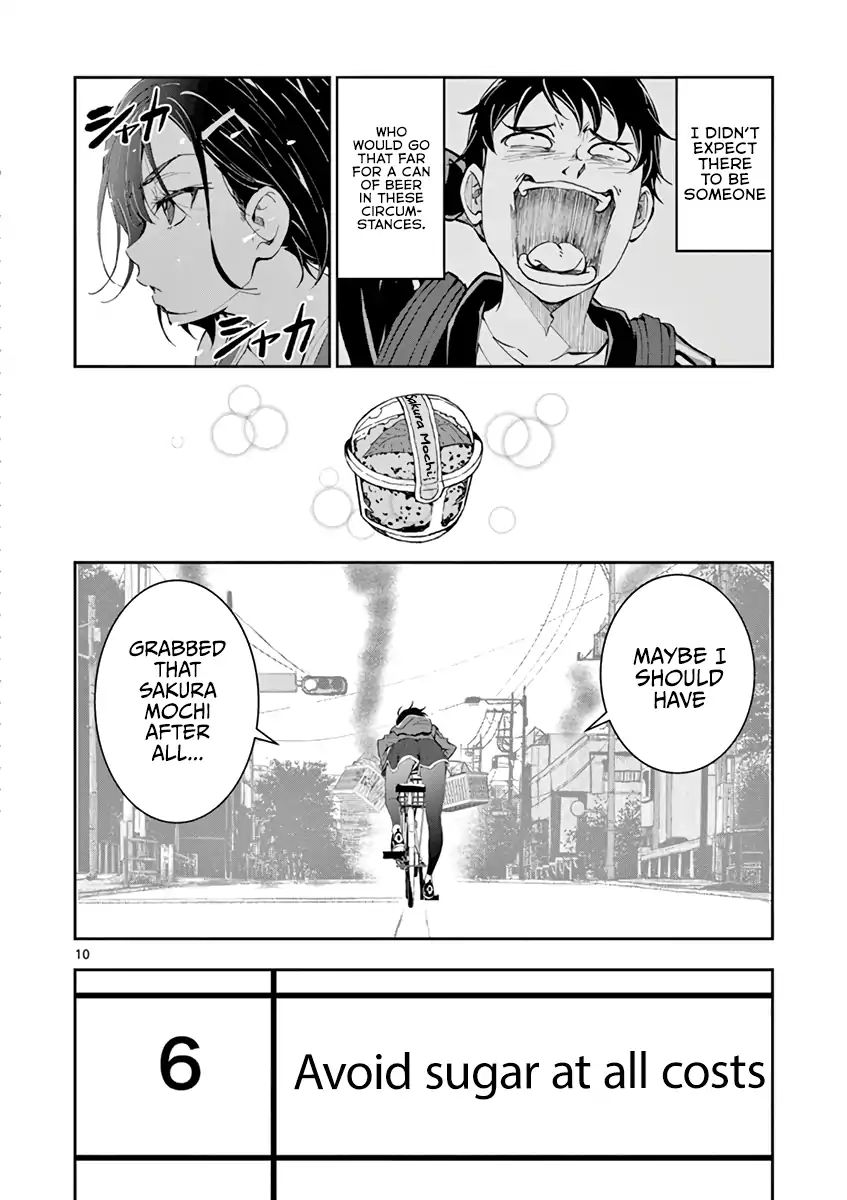 I DIDN'T
EXPECT
THERE
TO BE
SOMEONE
WHO
WOULD GO
THAT FAR
FOR A CAN
OF BEER
IN THESE
CIRCUM-
STANCES.
シャカ
シャカ
Sakura Mochi
MAYBE I
SHOULD
HAVE
GRABBED
THAT
SAKURA
MOCHI
AFTER
ALL...
10
6
Avoid sugar at all costs